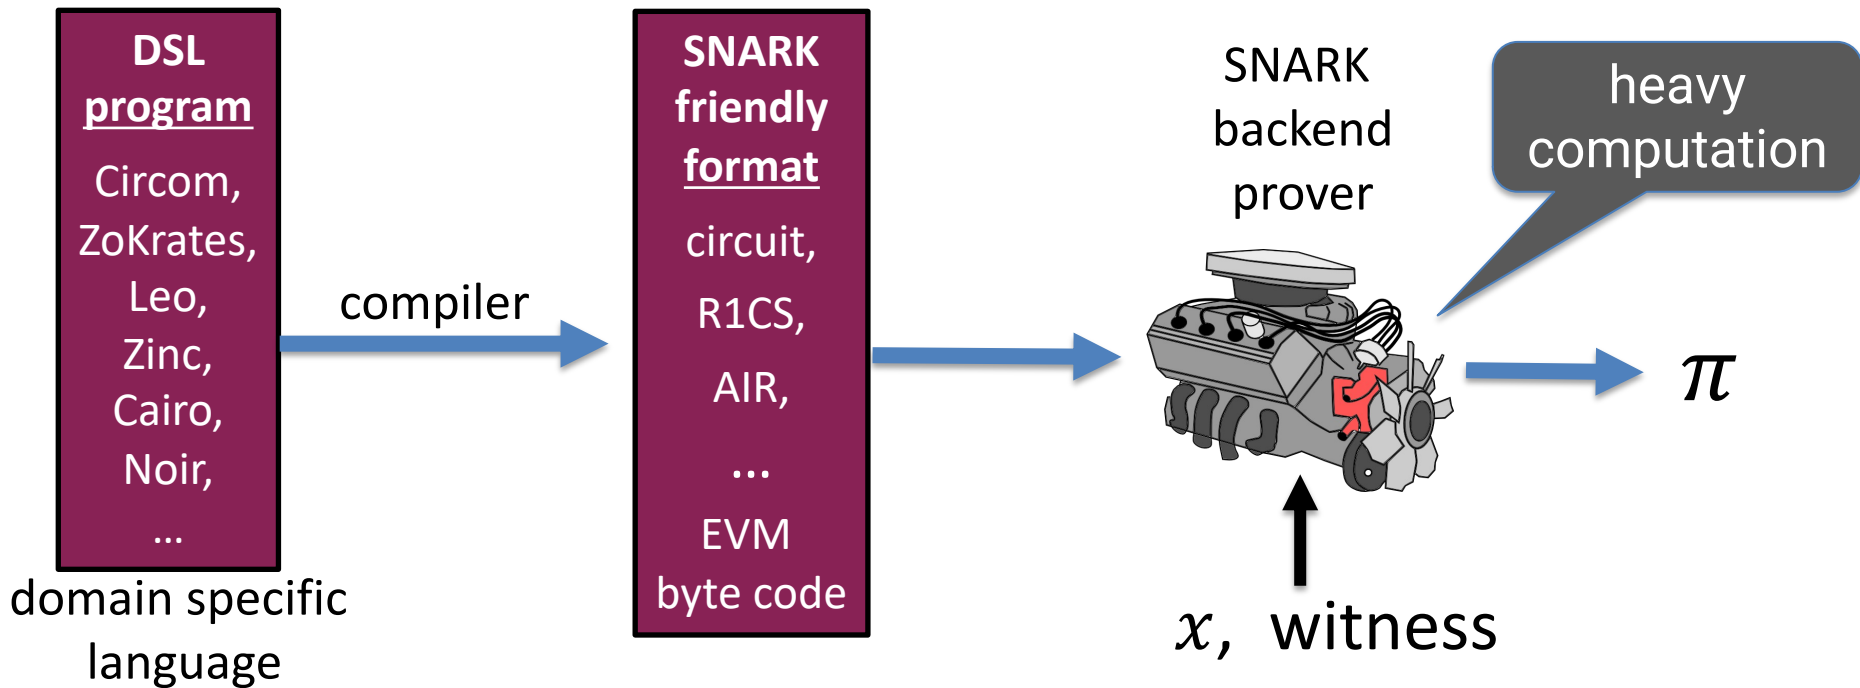 DSL
program
Circom,
ZoKrates,
Leo,
Zinc,
Cairo,
Noir,
...
domain specific
language
compiler
SNARK
friendly
format
circuit,
R1CS,
AIR,
...
EVM
byte code
SNARK
backend
prover
heavy
computation
x, witness
π